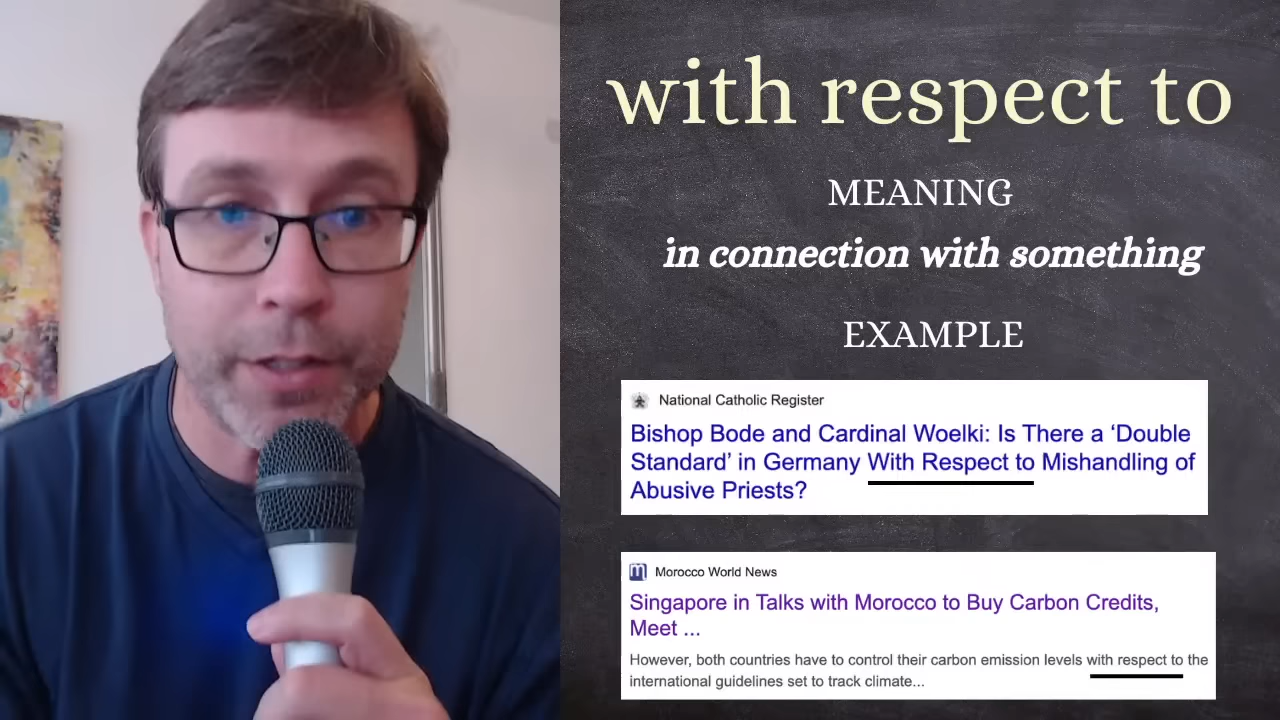 with respect to
MEANING
in connection with something
EXAMPLE
National Catholic Register
Bishop Bode and Cardinal Woelki: Is There a ‘Double
Standard’ in Germany With Respect to Mishandling of
Abusive Priests?
Morocco World News
Singapore in Talks with Morocco to Buy Carbon Credits,
Meet ...
However, both countries have to control their carbon emission levels with respect to the
international guidelines set to track climate...